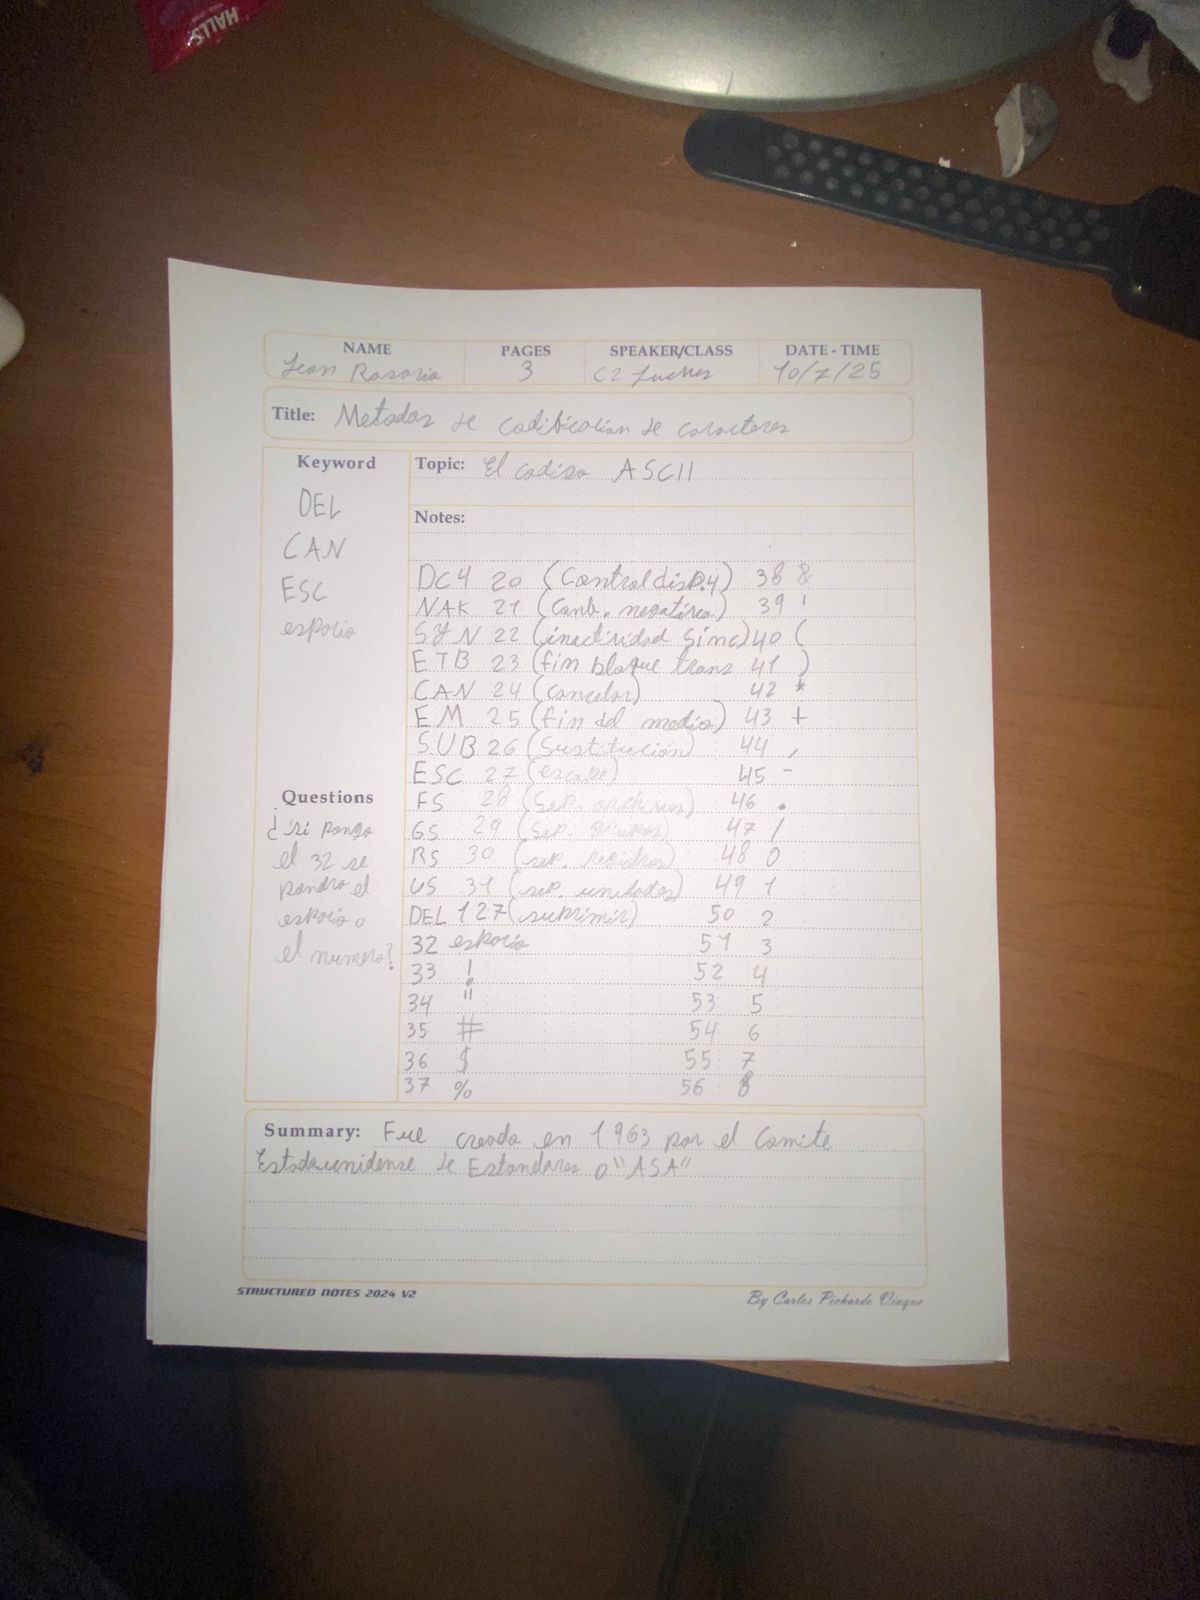 HALLS
NAME PAGES SPEAKER/CLASS DATE - TIME
Jean Rosario 3 C2 10/7/25
Title: Metodos de codificacion de caracteres
Keyword
DEL
CAN
ESC
espacio
Questions
¿si pongo
el 32 se
pondra el
espacio o
el numero?
Topic: El codigo ASCII
Notes:
DC4 20 (Control disp.4) 38 &
NAK 21 (Conf. negativa) 39 '
SYN 22 (inactividad sinc) 40 (
ETB 23 (fin bloque trans 41 )
CAN 24 (cancelar) 42 *
EM 25 (fin del medio) 43 +
SUB 26 (Sustitución) 44 ,
ESC 27 (escape) 45 -
FS 28 (Sep. archivos) 46 .
GS 29 (Sep. grupos) 47 /
RS 30 (sep. registros) 48 0
US 31 (sep. unidades) 49 1
DEL 127 (suprimir) 50 2
32 espacio 51 3
33 ! 52 4
34 " 53 5
35 # 54 6
36 $ 55 7
37 % 56 8
Summary: Fue creado en 1963 por el Comite
Estadounidense de Estandares o "ASA"
STRUCTURED NOTES 2024 V2 By Carlos Pichardo Viuque